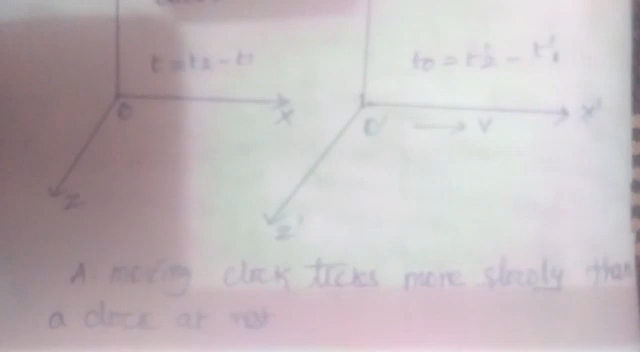 t = t2 - t1
t0 = t'2 - t'1
O
X
O'
V
X'
Z
Z'
A moving clock ticks more slowly than
a clock at rest